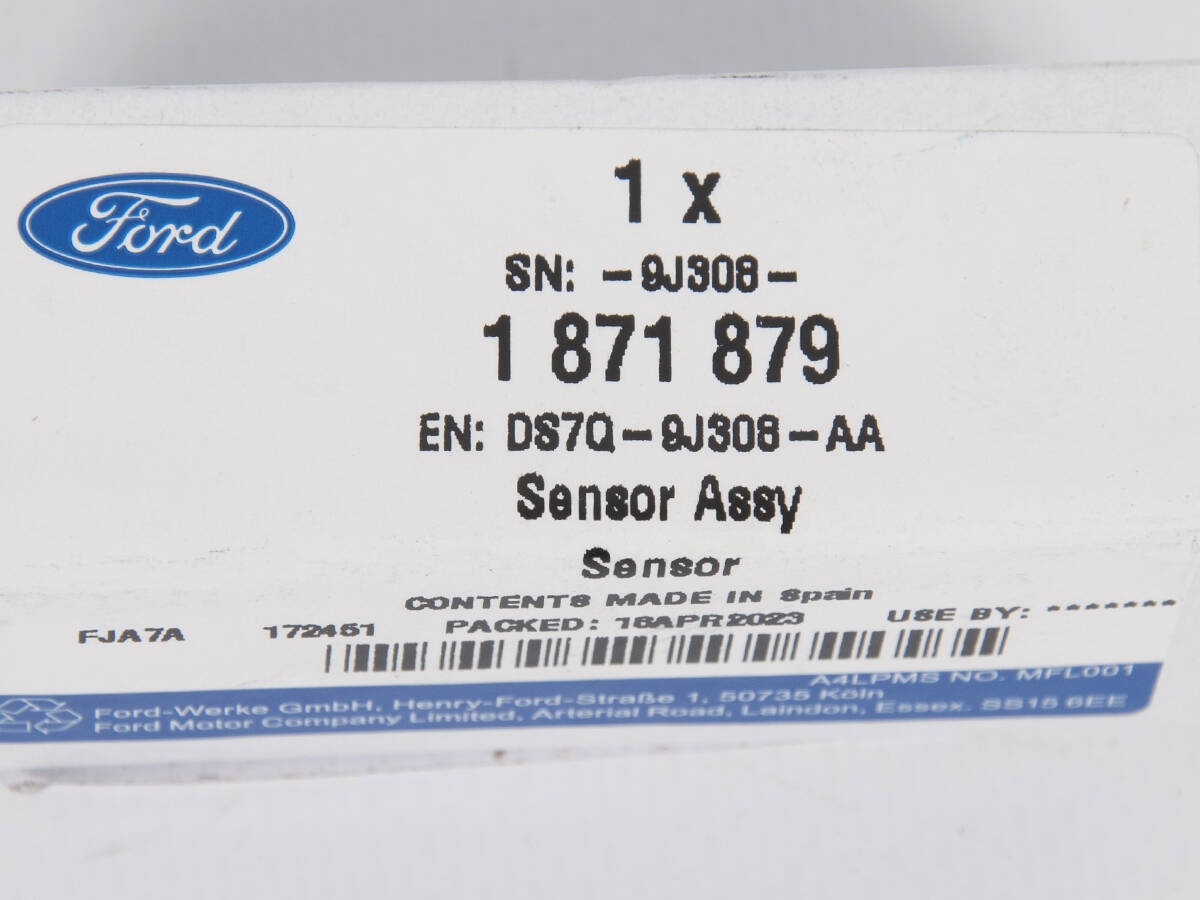 Ford
1 x
SN: -9J308-
1 871 879
EN: DS7Q-9J308-AA
Sensor Assy
Sensor
CONTENTS MADE IN Spain
FJA7A 172461 PACKED: 18APR2023 USE BY: *******
A4LPMS NO. MFL001
Ford-Werke GmbH, Henry-Ford-Straße 1, 50735 Köln
Ford Motor Company Limited, Arterial Road, Laindon, Essex. SS15 6EE